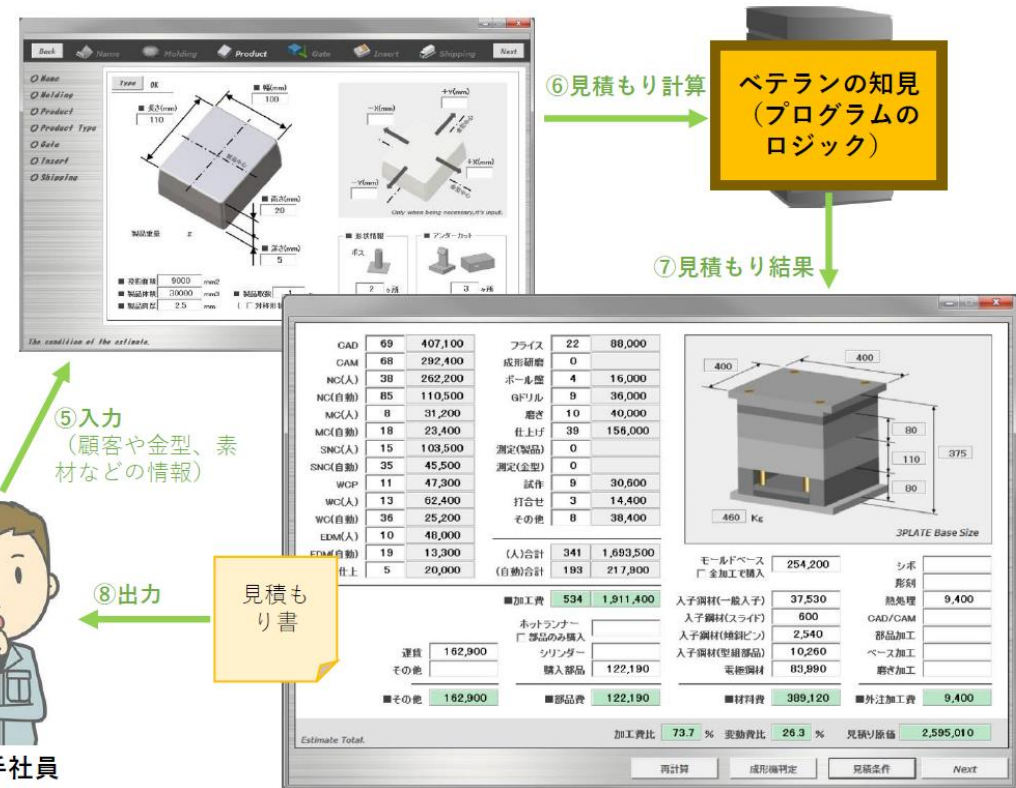 Back
Name
Molding
Product
Gate
Insert
Shipping
Next
Name
Molding
Product
Product Type
Gate
Insert
Shipping
Type OK
■ 幅(mm)
100
■ 長さ(mm)
110
製品中心
■ 高さ(mm)
20
■ 深さ(mm)
5
製品重量 g
■ 投影面積 9000 mm2
■ 製品体積 30000 mm3
■ 製品肉厚 2.5 mm
■ 製品取数 1
+Y(mm)
-X(mm)
+X(mm)
-Y(mm)
Only when being necessary,it's input.
■ 形状情報
ボス
2 ヶ所
■ アンダーカット
3 ヶ所
The condition of the estimate.
⑥見積もり計算
ベテランの知見
(プログラムの
ロジック)
⑦見積もり結果
⑤入力
(顧客や金型、素
材などの情報)
⑧出力
見積も
り書
手社員
CAD 69 407,100
CAM 68 292,400
NC(人) 38 262,200
NC(自動) 85 110,500
MC(人) 8 31,200
MC(自動) 18 23,400
SNC(人) 15 103,500
SNC(自動) 35 45,500
WCP 11 47,300
WC(人) 13 62,400
WC(自動) 36 25,200
EDM(人) 10 48,000
EDM(自動) 19 13,300
仕上 5 20,000
フライス 22 88,000
成形研磨 0
ボール盤 4 16,000
Gドリル 9 36,000
磨き 10 40,000
仕上げ 39 156,000
測定(製品) 0
測定(金型) 0
試作 9 30,600
打合せ 3 14,400
その他 8 38,400
(人)合計 341 1,693,500
(自動)合計 193 217,900
■加工費 534 1,911,400
ホットランナー
部品のみ購入
シリンダー
購入部品 122,190
運賃 162,900
その他
■その他 162,900
■部品費 122,190
400
400
80
110
80
375
460 Kg
3PLATE Base Size
モールドベース 254,200
全加工で購入
入子鋼材(一般入子) 37,530
入子鋼材(スライド) 600
入子鋼材(傾斜ピン) 2,540
入子鋼材(型組部品) 10,260
電極鋼材 83,990
■材料費 389,120
シボ
彫刻
熱処理 9,400
CAD/CAM
部品加工
ベース加工
磨き加工
■外注加工費 9,400
Estimate Total.
加工費比 73.7 % 変動費比 26.3 % 見積り原価 2,595,010
再計算
成形機判定
見積条件
Next